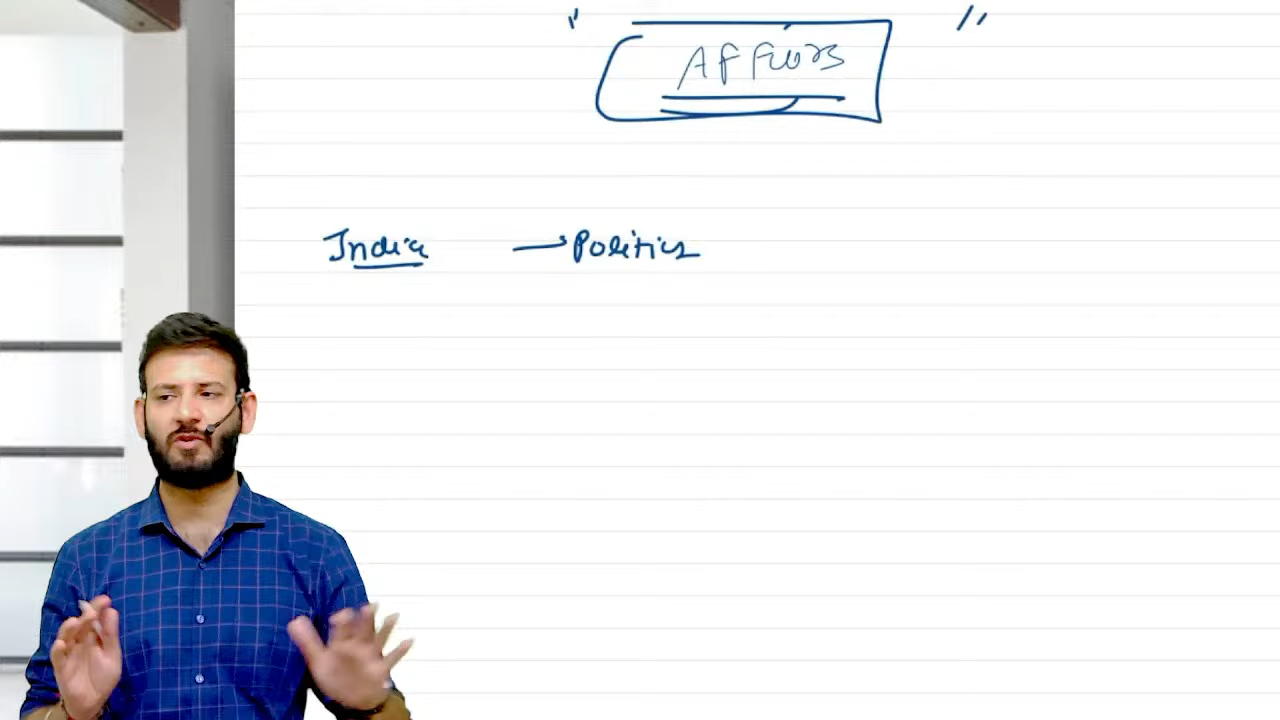 " "
Affairs
India → Politics